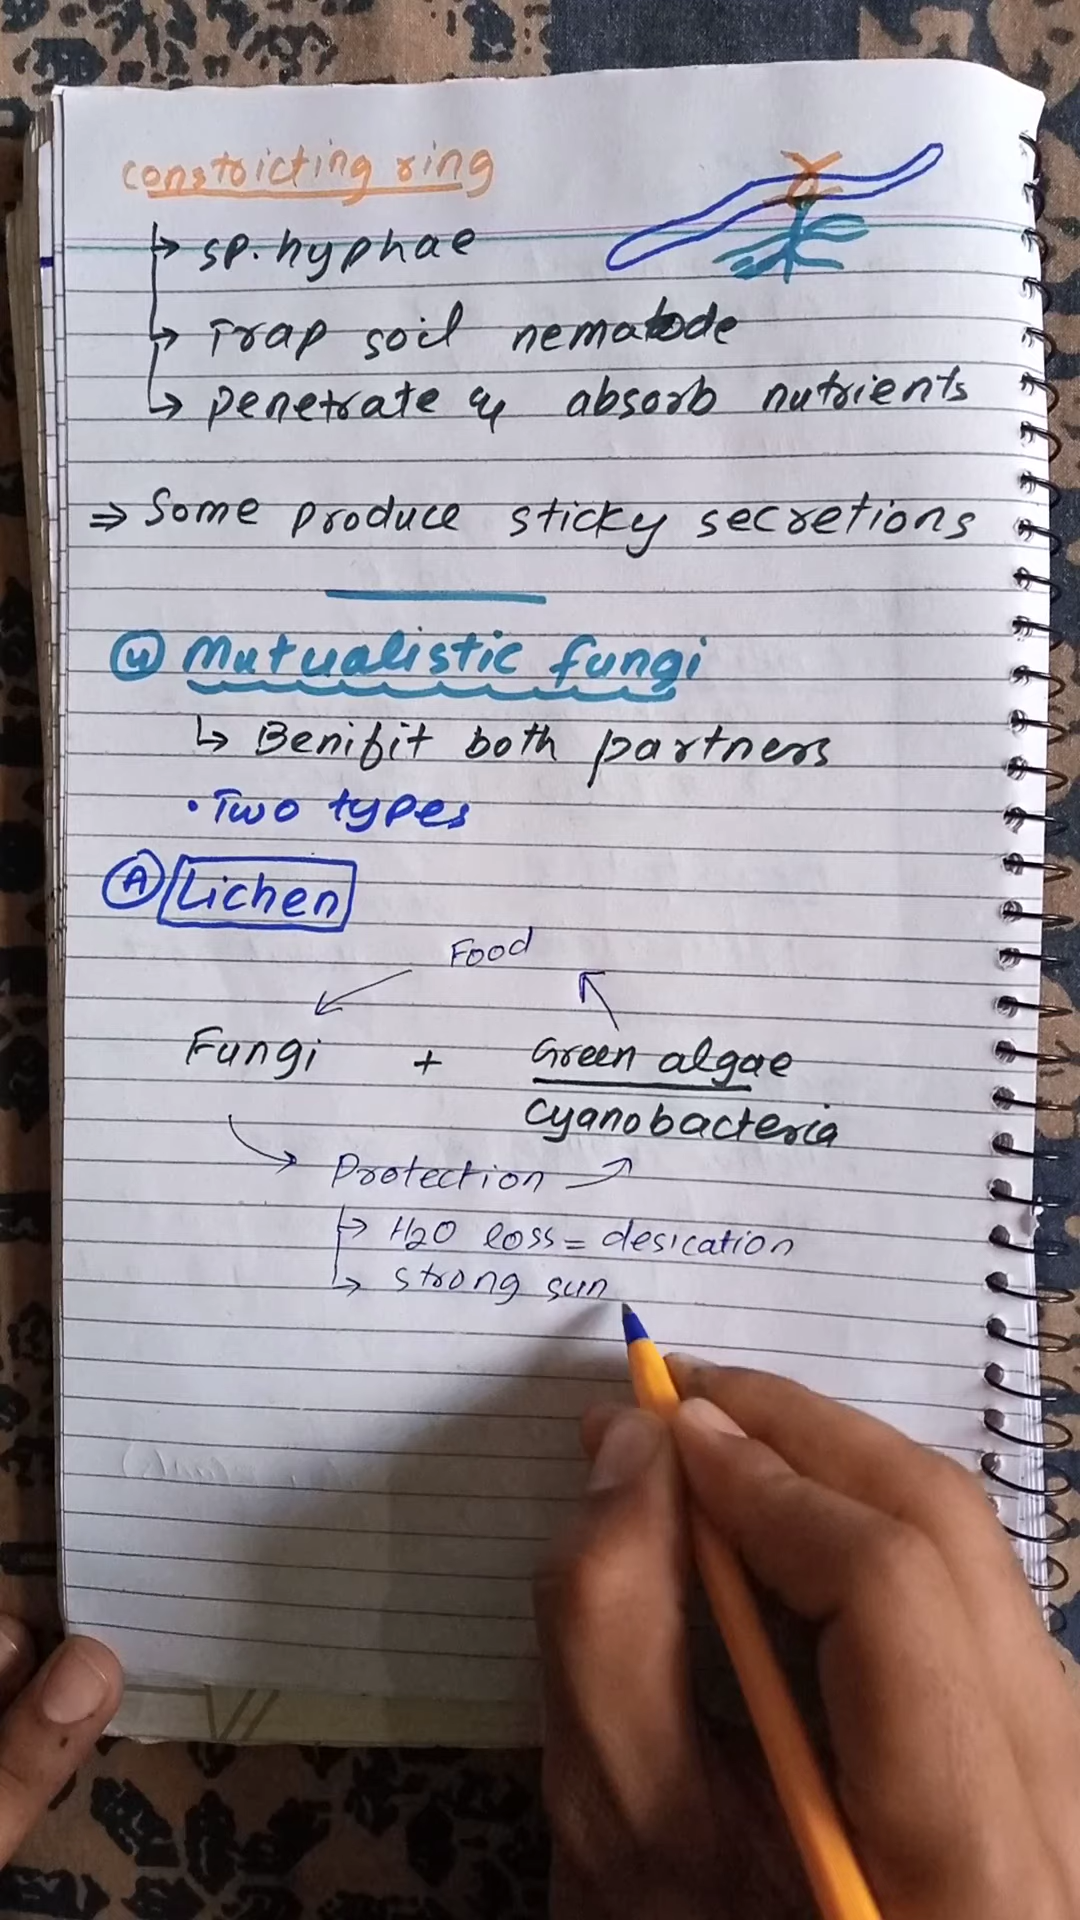 constricting ring
sp. hyphae
Trap soil nematode
penetrate & absorb nutrients
⇒ Some produce sticky secretions
④ Mutualistic fungi
↳ Benifit both partners
• Two types
Ⓐ Lichen
Food
Fungi + Green algae
Cyanobacteria
Protection
H2O loss = desication
strong sun